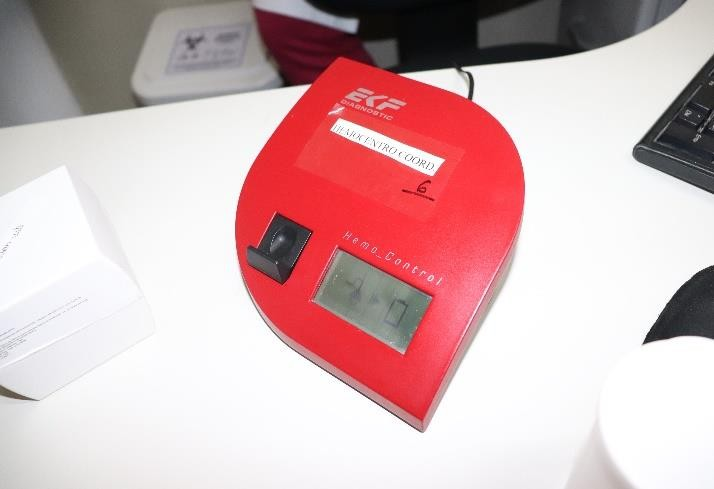 EKF
DIAGNOSTIC
HEMOCENTRO COORD.
6
Hemo_Control